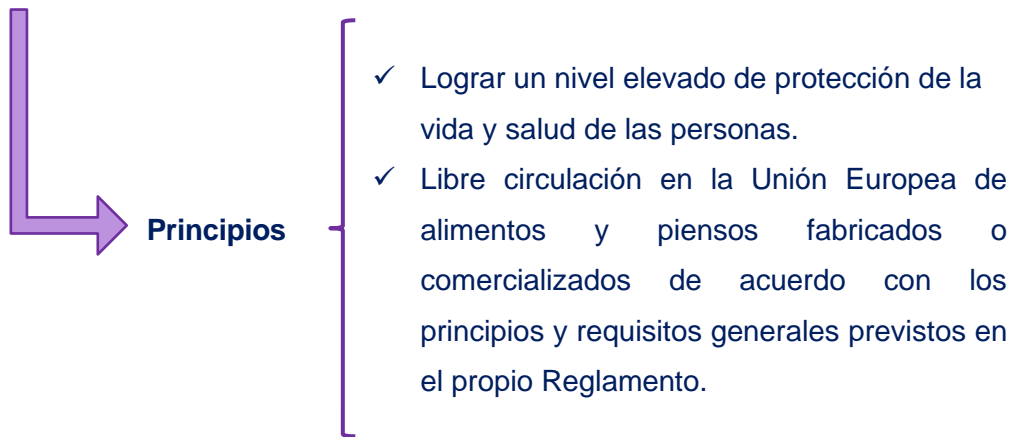 ✓ Lograr un nivel elevado de protección de la
vida y salud de las personas.
✓ Libre circulación en la Unión Europea de
Principios
alimentos y piensos fabricados o
comercializados de acuerdo con los
principios y requisitos generales previstos en
el propio Reglamento.